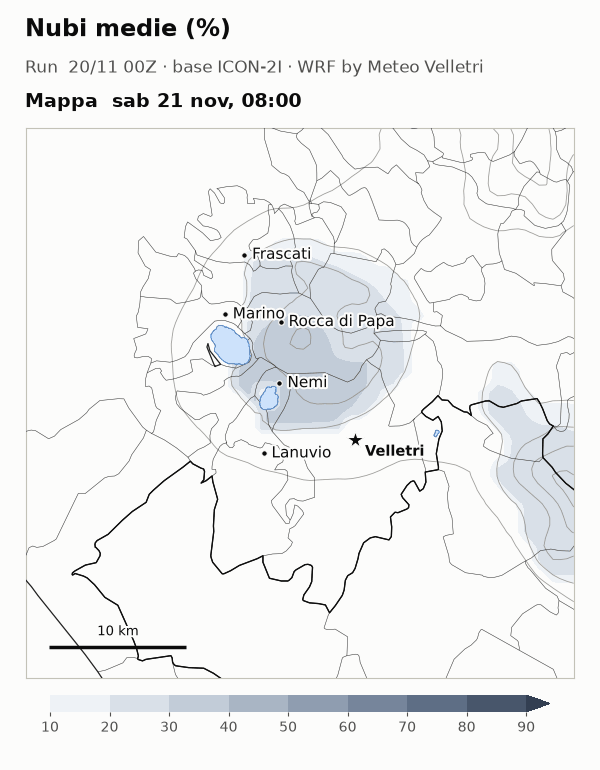 Nubi medie (%)
Run  20/11 00Z · base ICON-2I · WRF by Meteo Velletri
Mappa  sab 21 nov, 08:00
Frascati
Marino
Rocca di Papa
Nemi
Velletri
Lanuvio
10 km
10 20 30 40 50 60 70 80 90